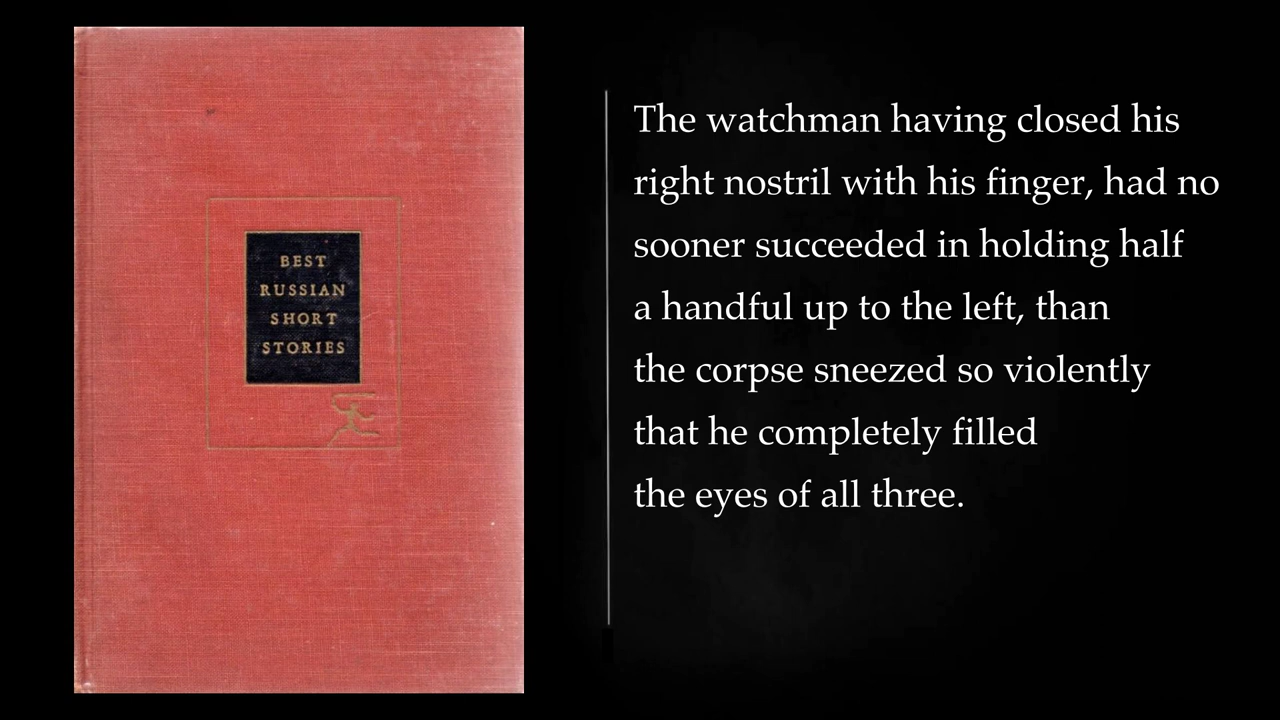 BEST
RUSSIAN
SHORT
STORIES
The watchman having closed his
right nostril with his finger, had no
sooner succeeded in holding half
a handful up to the left, than
the corpse sneezed so violently
that he completely filled
the eyes of all three.